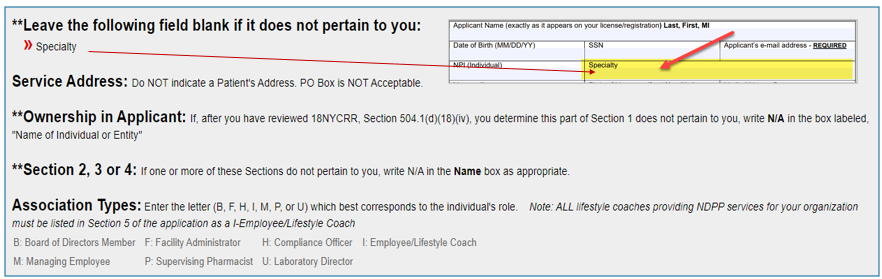 **Leave the following field blank if it does not pertain to you:
» Specialty
Applicant Name (exactly as it appears on your license/registration) Last, First, MI
Date of Birth (MM/DD/YY) SSN Applicant's e-mail address - REQUIRED
NPI (Individual) Specialty
Service Address: Do NOT indicate a Patient's Address. PO Box is NOT Acceptable.
**Ownership in Applicant: If, after you have reviewed 18NYCRR, Section 504.1(d)(18)(iv), you determine this part of Section 1 does not pertain to you, write N/A in the box labeled,
"Name of Individual or Entity"
**Section 2, 3 or 4: If one or more of these Sections do not pertain to you, write N/A in the Name box as appropriate.
Association Types: Enter the letter (B, F, H, I, M, P, or U) which best corresponds to the individual's role. Note: ALL lifestyle coaches providing NDPP services for your organization
must be listed in Section 5 of the application as a I-Employee/Lifestyle Coach
B: Board of Directors Member F: Facility Administrator H: Compliance Officer I: Employee/Lifestyle Coach
M: Managing Employee P: Supervising Pharmacist U: Laboratory Director